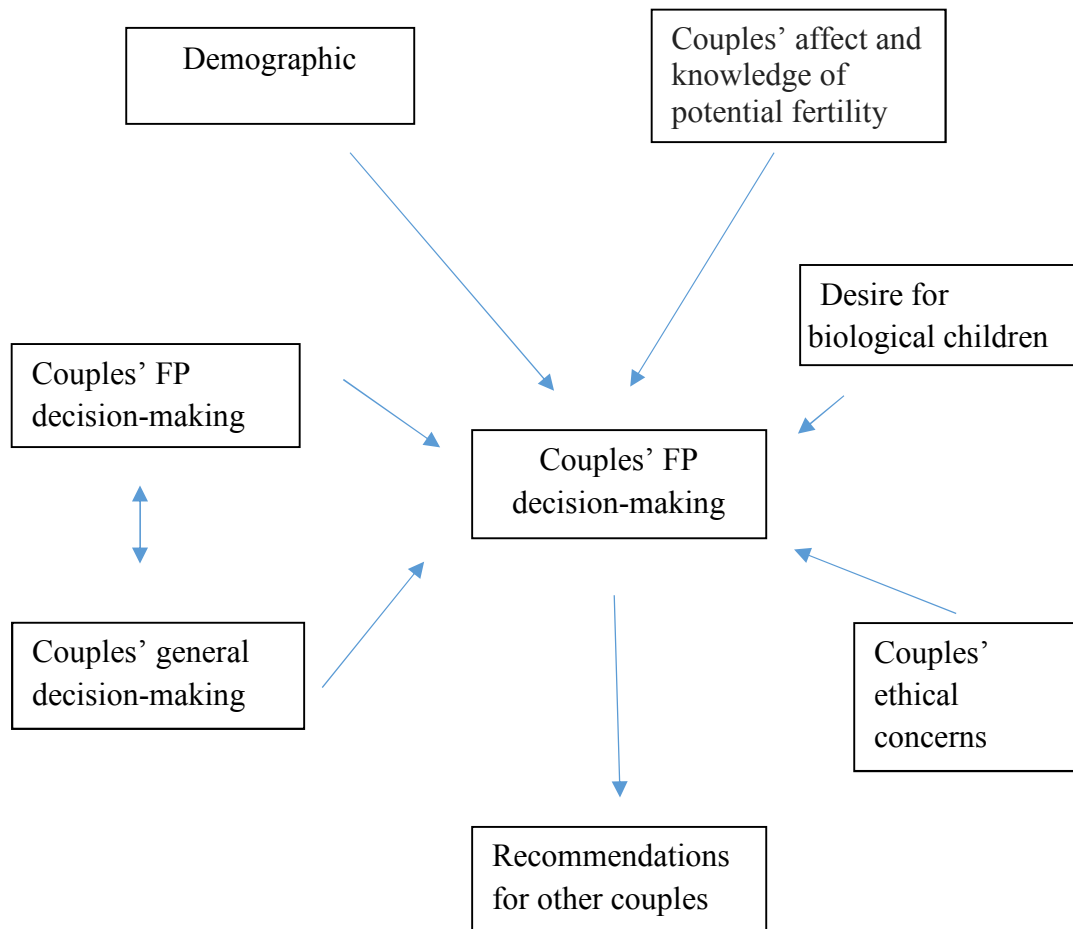 Demographic
Couples’ affect and
knowledge of
potential fertility
Desire for
biological children
Couples’ FP
decision-making
Couples’ FP
decision-making
Couples’ general
decision-making
Couples’
ethical
concerns
Recommendations
for other couples